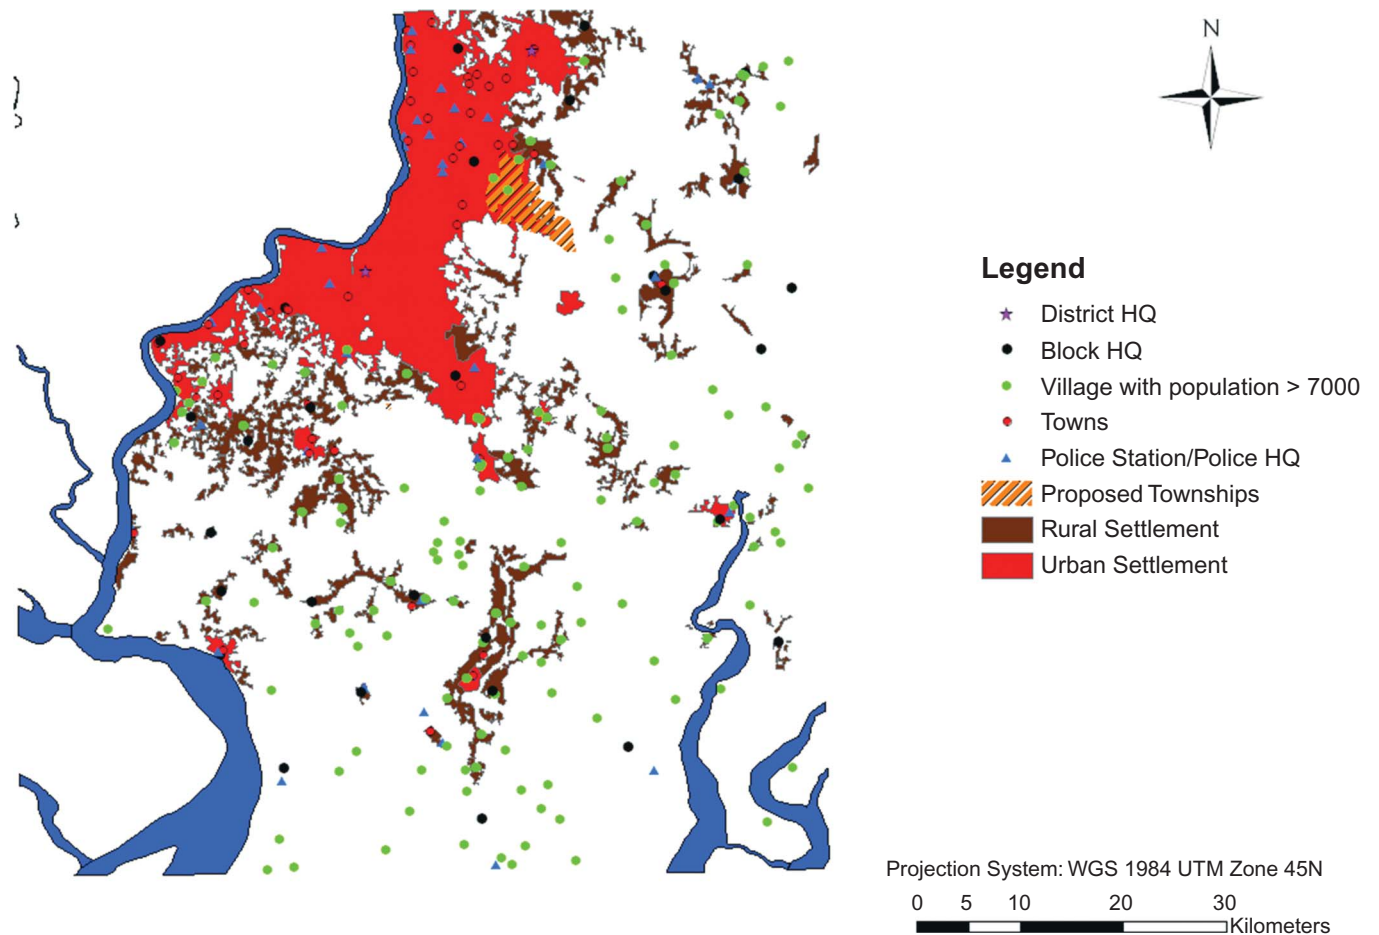 N
Legend
District HQ
Block HQ
Village with population > 7000
Towns
Police Station/Police HQ
Proposed Townships
Rural Settlement
Urban Settlement
Projection System: WGS 1984 UTM Zone 45N
0 5 10 20 30
Kilometers